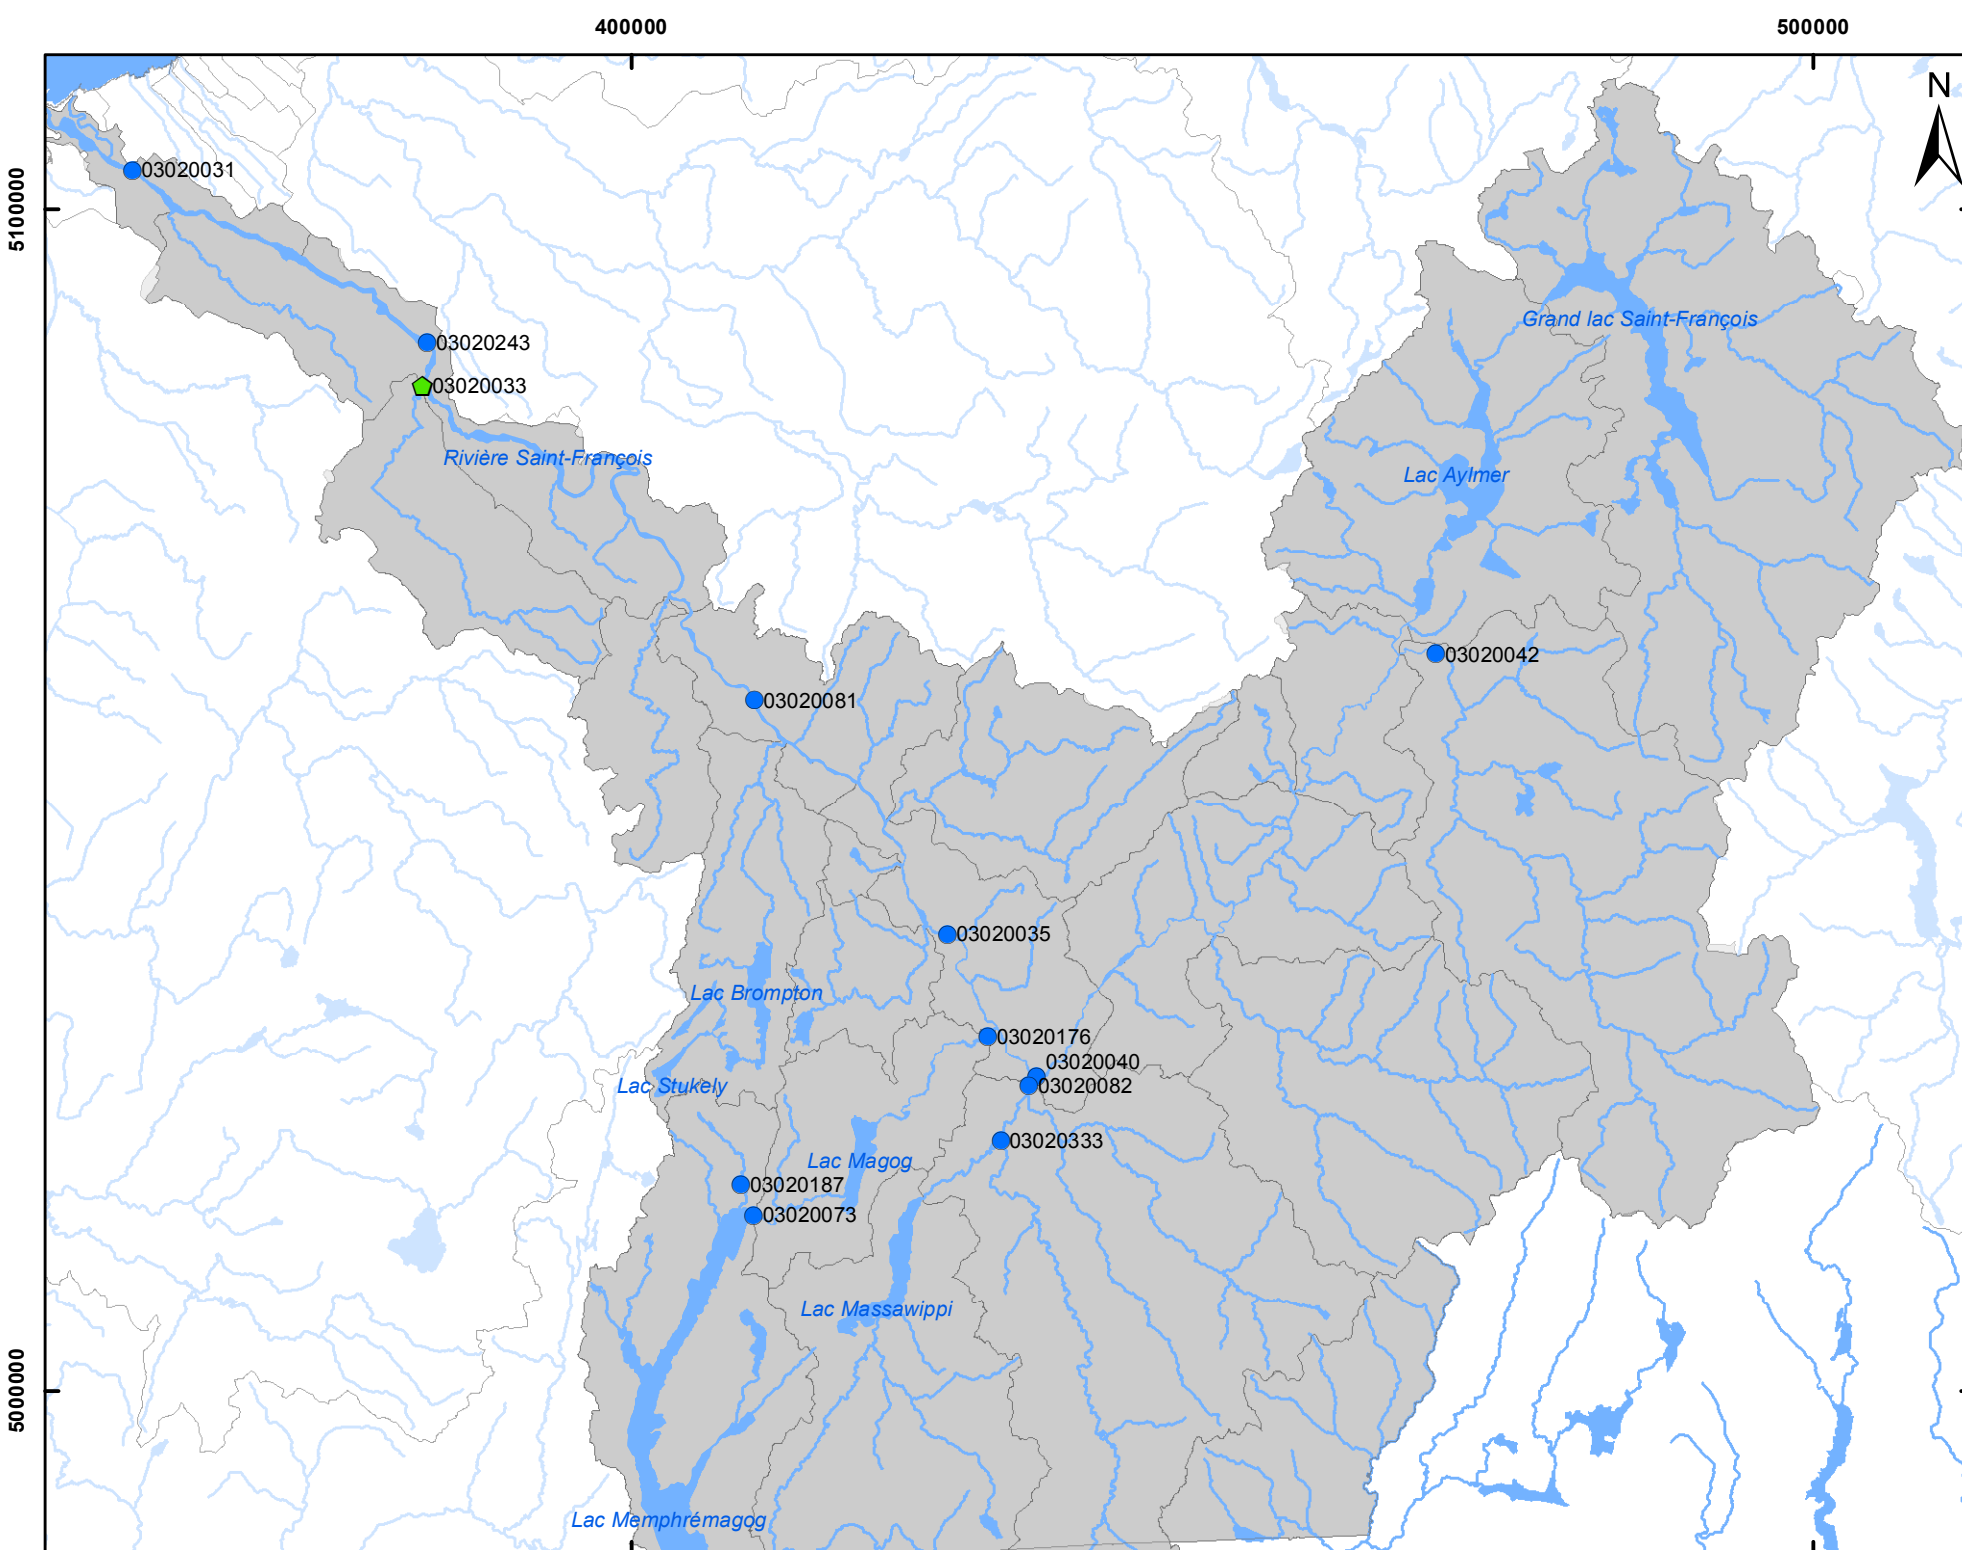 400000
500000
N
5100000
03020031
Grand lac Saint-François
03020243
03020033
Rivière Saint-François
Lac Aylmer
03020042
03020081
03020035
Lac Brompton
03020176
03020040
Lac Stukely
03020082
03020333
Lac Magog
03020187
03020073
Lac Massawippi
5000000
Lac Memphrémagog